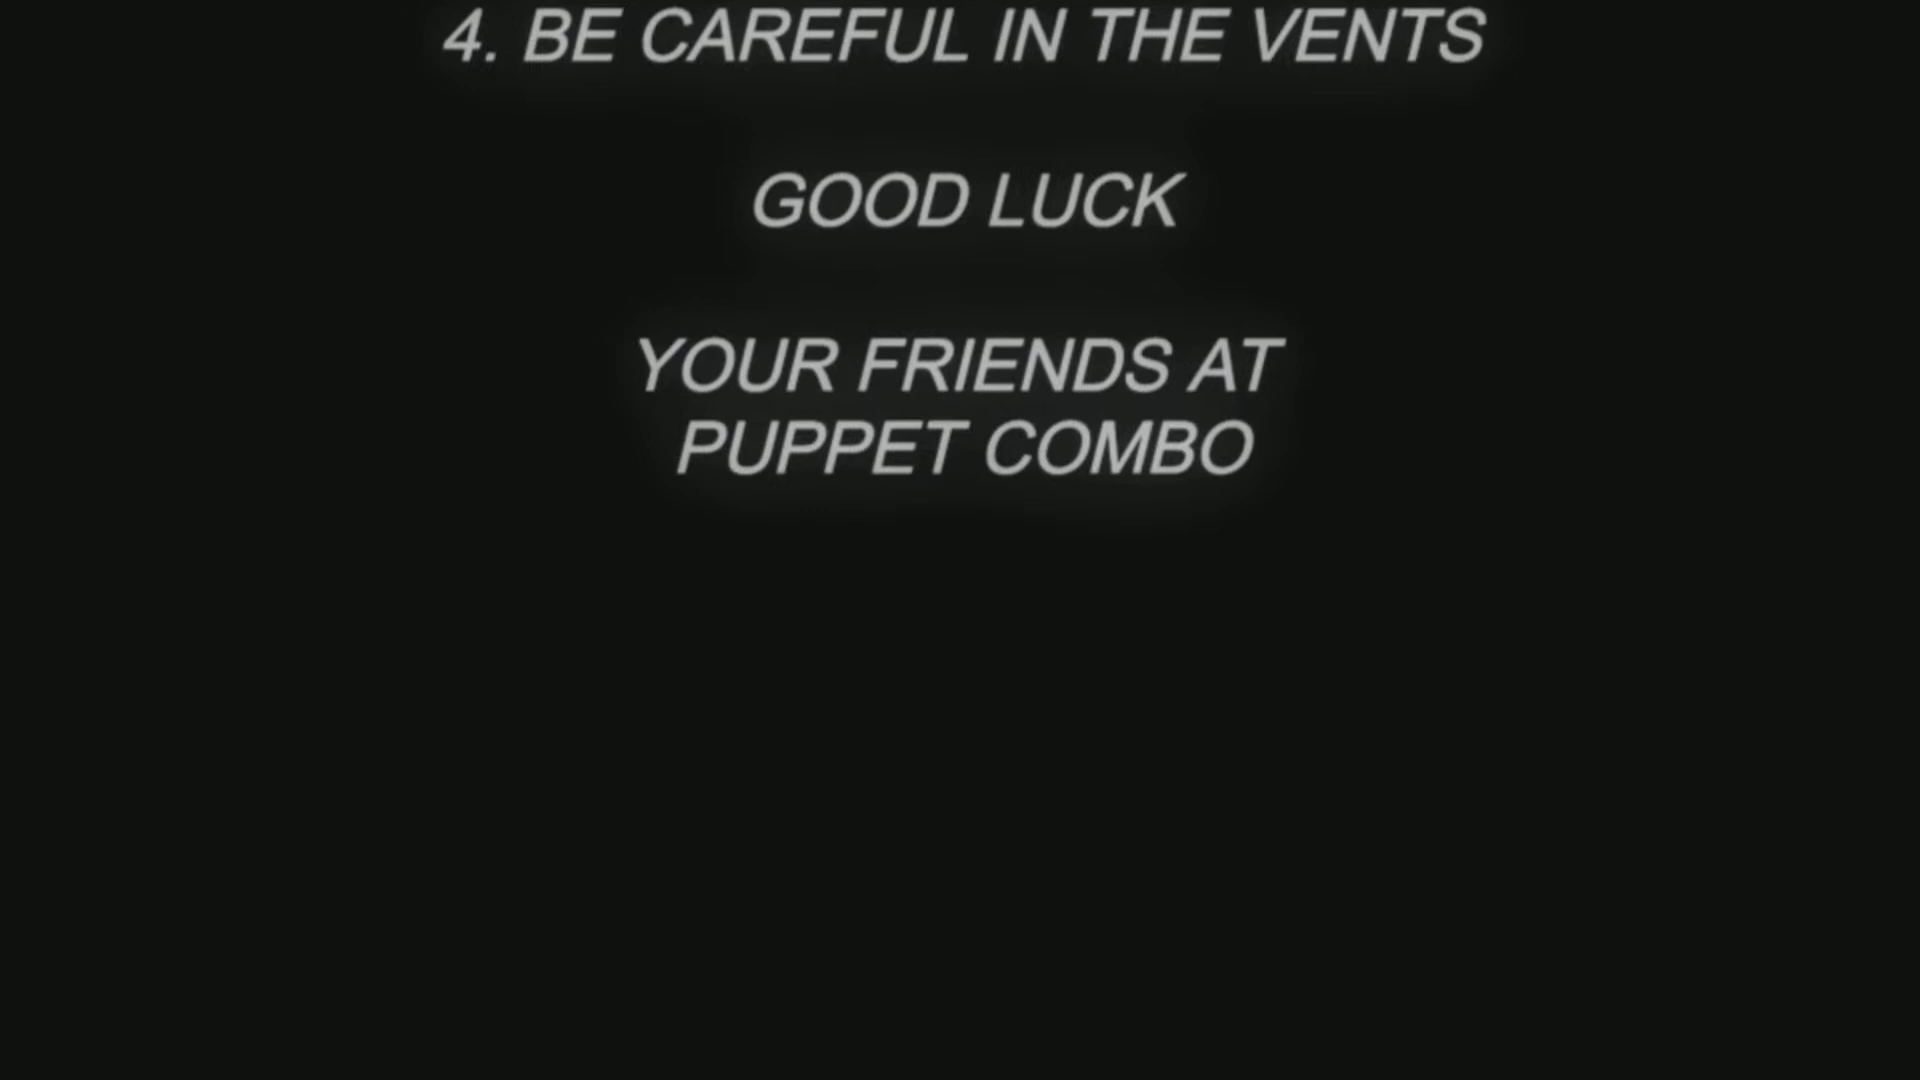 4. BE CAREFUL IN THE VENTS
GOOD LUCK
YOUR FRIENDS AT
PUPPET COMBO